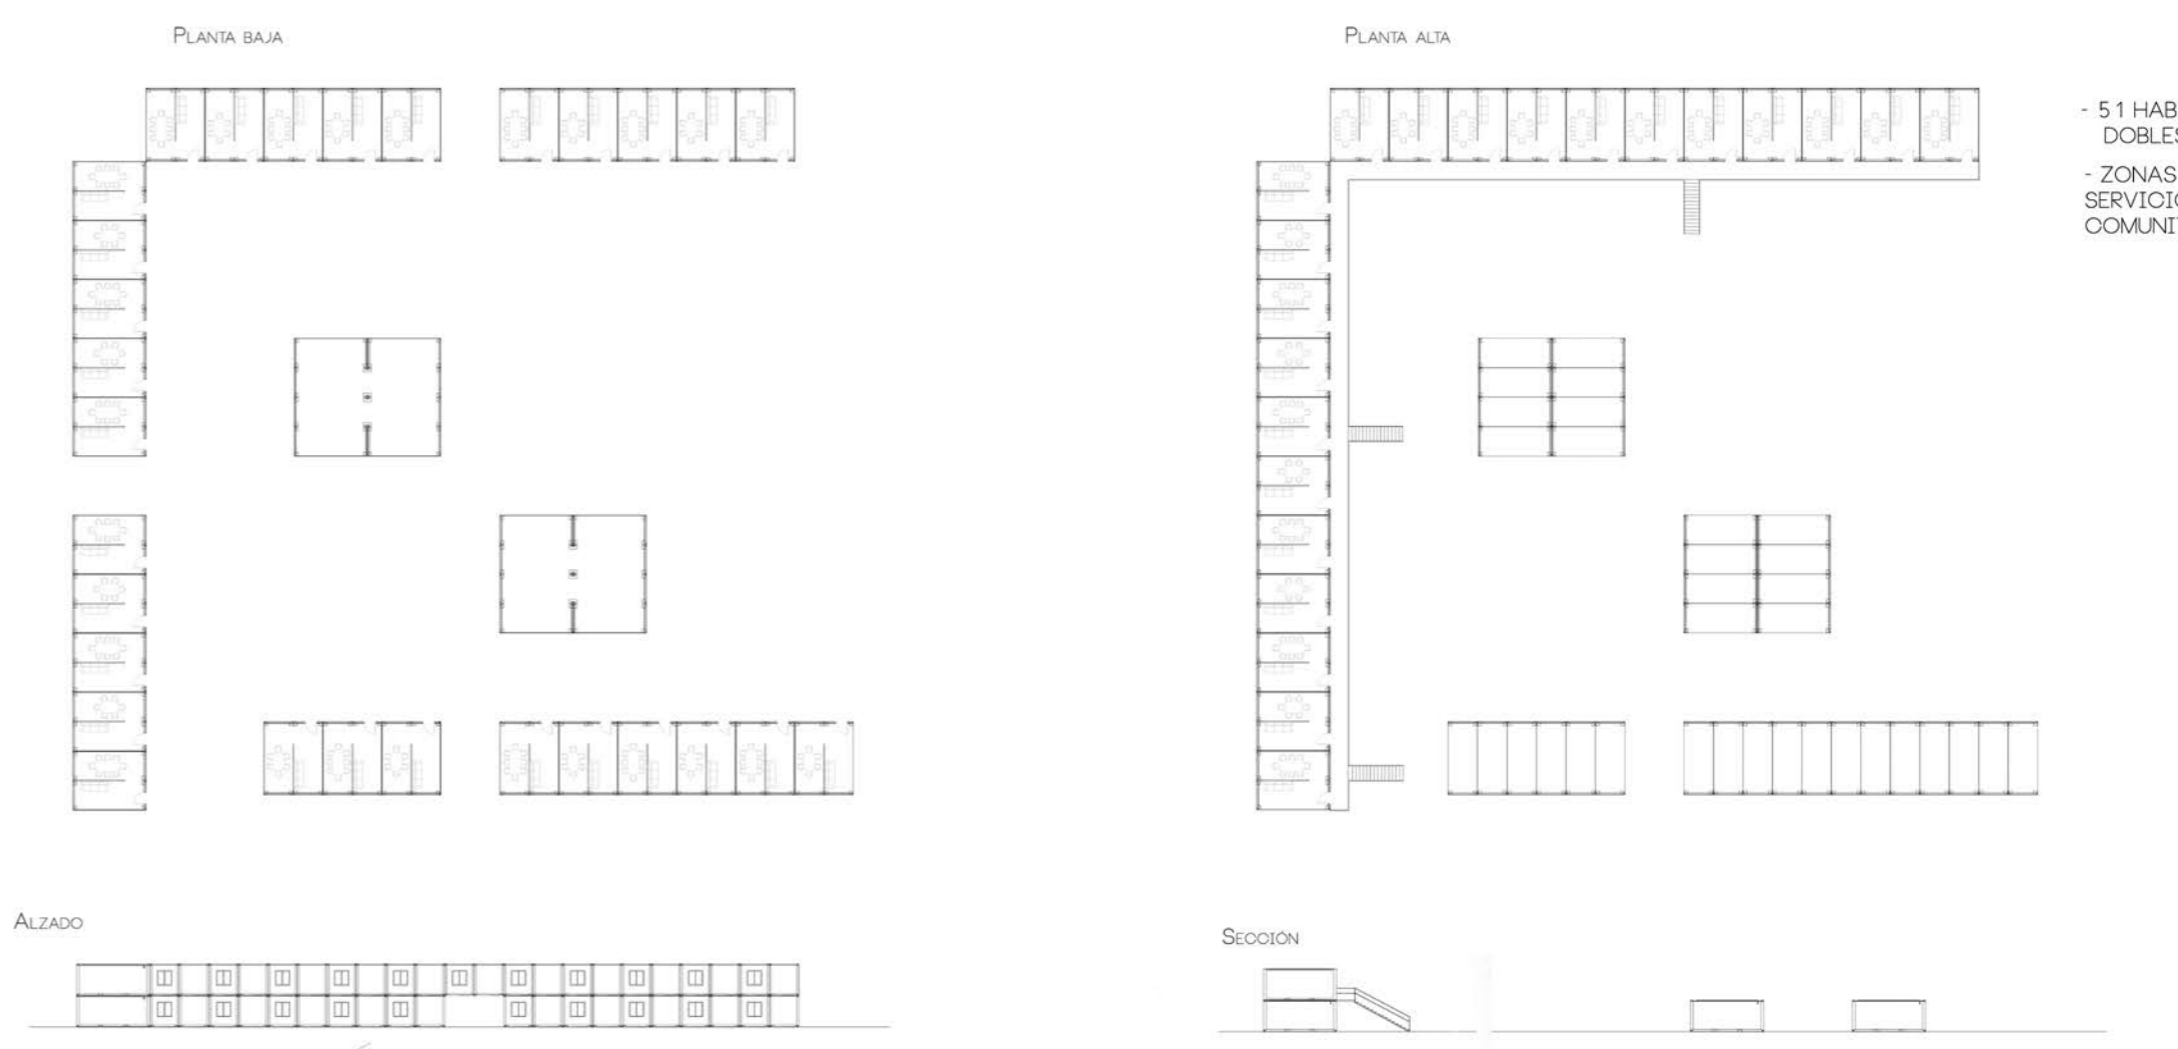 PLANTA BAJA
PLANTA ALTA
- 51 HAB
DOBLES
- ZONAS
SERVICIO
COMUNI
ALZADO
SECCIÓN